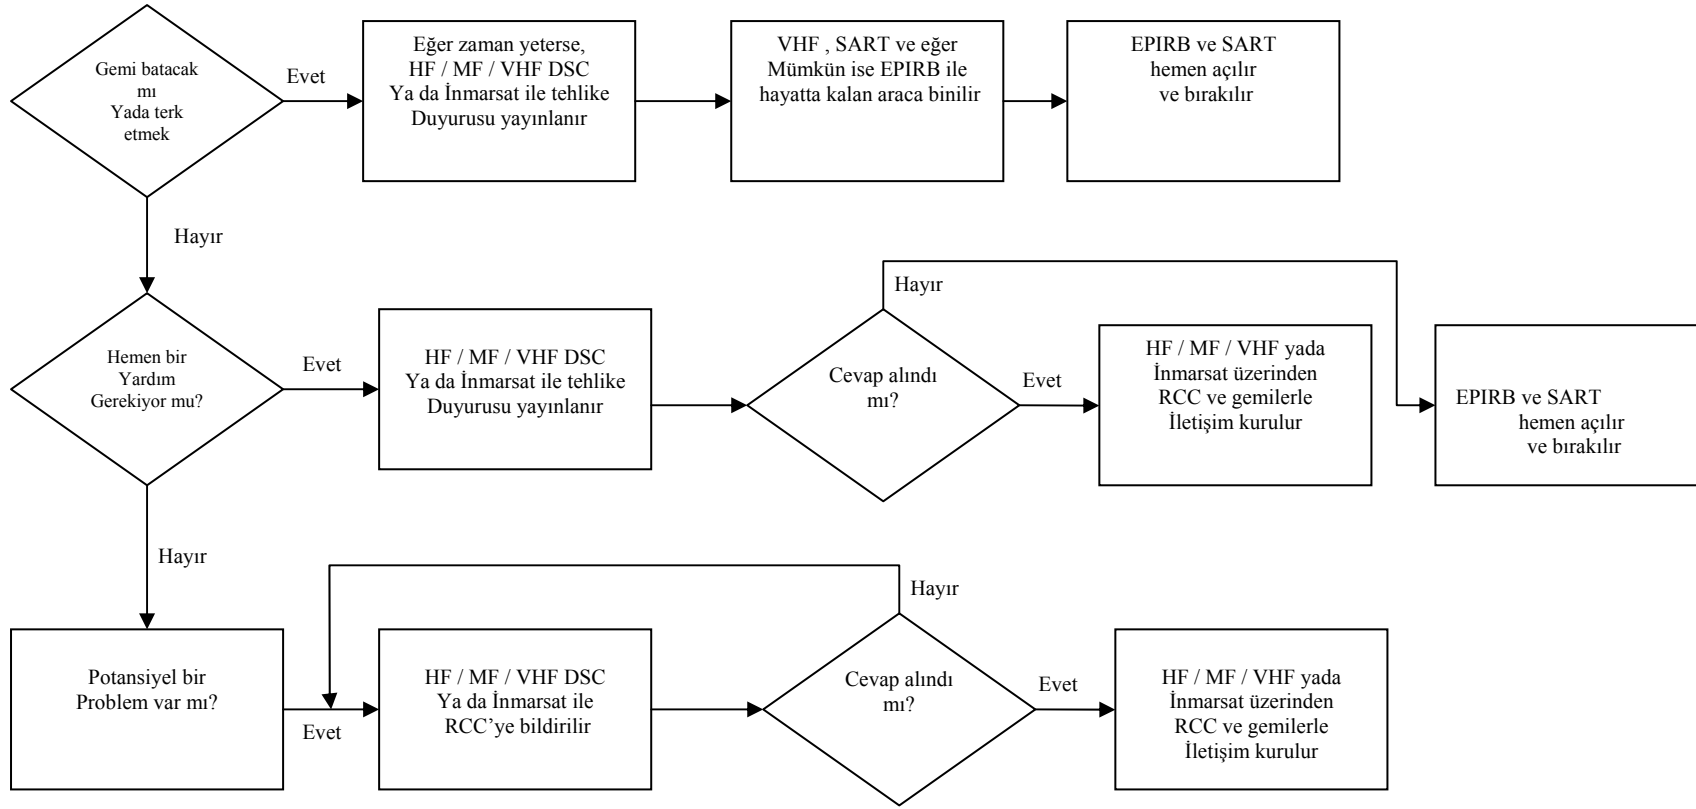 Gemi batacak
mı
Yada terk
etmek
Evet
Eğer zaman yeterse,
HF / MF / VHF DSC
Ya da İnmarsat ile tehlike
Duyurusu yayınlanır
VHF , SART ve eğer
Mümkün ise EPIRB ile
hayatta kalan araca binilir
EPIRB ve SART
hemen açılır
ve bırakılır
Hayır
Hemen bir
Yardım
Gerekiyor mu?
Evet
HF / MF / VHF DSC
Ya da İnmarsat ile tehlike
Duyurusu yayınlanır
Cevap alındı
mı?
Hayır
Evet
HF / MF / VHF yada
İnmarsat üzerinden
RCC ve gemilerle
İletişim kurulur
EPIRB ve SART
hemen açılır
ve bırakılır
Hayır
Potansiyel bir
Problem var mı?
Evet
HF / MF / VHF DSC
Ya da İnmarsat ile
RCC’ye bildirilir
Cevap alındı
mı?
Hayır
Evet
HF / MF / VHF yada
İnmarsat üzerinden
RCC ve gemilerle
İletişim kurulur